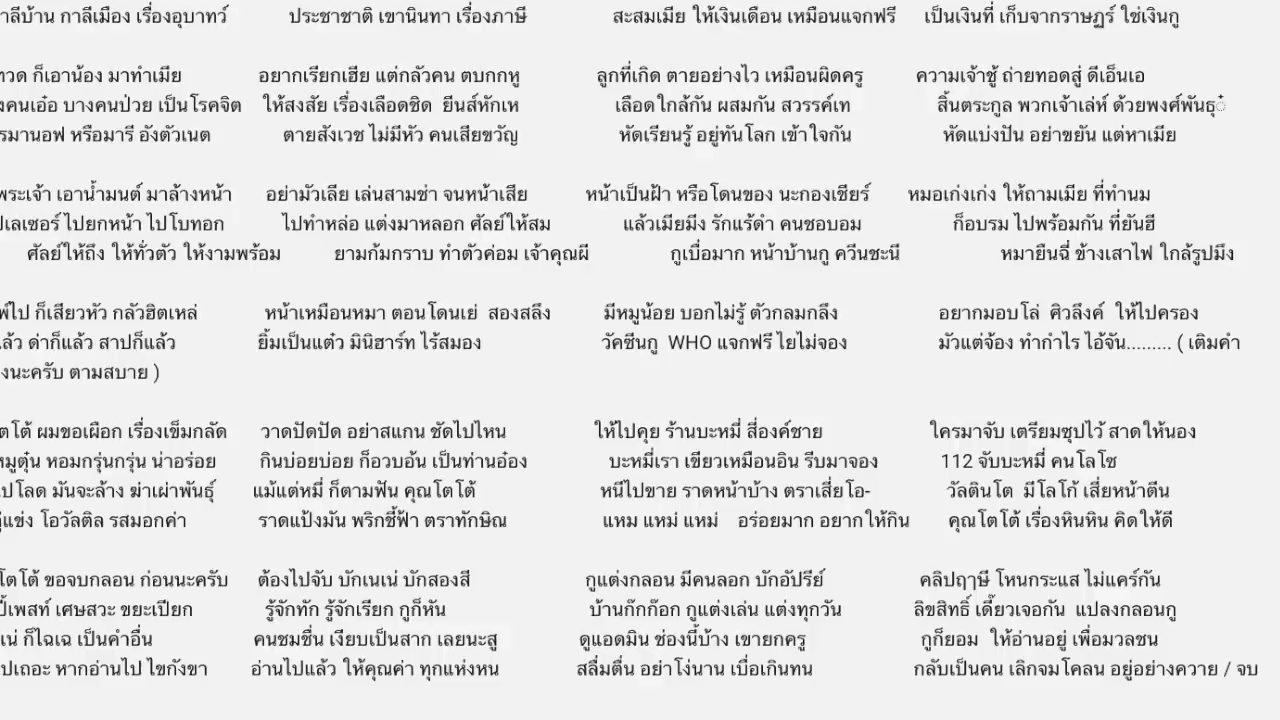 าลีบ้าน กาลีเมือง เรื่องอุบาทว์ ประชาชาติ เขานินทา เรื่องภาษี สะสมเมีย ให้เงินเดือน เหมือนแจกฟรี เป็นเงินที่ เก็บจากราษฏร์ ใช่เงินกู
ทวด ก็เอาน้อง มาทำเมีย อยากเรียกเฮีย แต่กลัวคน ตบกกหู ลูกที่เกิด ตายอย่างไว เหมือนผิดครู ความเจ้าชู้ ถ่ายทอดสู่ ดีเอ็นเอ
งคนเอ๋อ บางคนป่วย เป็นโรคจิต ให้สงสัย เรื่องเลือดชิด ยีนส์หักเห เลือดใกล้กัน ผสมกัน สวรรค์เท สิ้นตระกูล พวกเจ้าเล่ห์ ด้วยพงศ์พันธุ์
รมานอฟ หรือมารี อังตัวเนต ตายสังเวช ไม่มีหัว คนเสียขวัญ หัดเรียนรู้ อยู่ทันโลก เข้าใจกัน หัดแบ่งปัน อย่าขยัน แต่หาเมีย
พระเจ้า เอาน้ำมนต์ มาล้างหน้า อย่ามัวเลีย เล่นสามช่า จนหน้าเสีย หน้าเป็นฝ้า หรือโดนของ นะกองเชียร์ หมอเก่งเก่ง ให้ถามเมีย ที่ทำนม
ปเลเซอร์ ไปยกหน้า ไปโบทอก ไปทำหล่อ แต่งมาหลอก ศัลย์ให้สม แล้วเมียมึง รักแร้ดำ คนชอบอม ก็อบรม ไปพร้อมกัน ที่ยันฮี
ศัลย์ให้ถึง ให้ทั่วตัว ให้งามพร้อม ยามก้มกราบ ทำตัวค่อม เจ้าคุณผี กูเบื่อมาก หน้าบ้านกู ควีนชะนี หมายืนฉี่ ข้างเสาไฟ ใกล้รูปมึง
พ์ไป ก็เสียวหัว กลัวฮิตเหล่ หน้าเหมือนหมา ตอนโดนเย่ สองสลึง มีหมูน้อย บอกไม่รู้ ตัวกลมกลึง อยากมอบโล่ ศิวลึงค์ ให้ไปครอง
ล้ว ด่าก็แล้ว สาปก็แล้ว ยิ้มเป็นแต๋ว มินิฮาร์ท ไร้สมอง วัคซีนกู WHO แจกฟรี ไยไม่จอง มัวแต่จ้อง ทำกำไร ไอ้จัน......... ( เติมคำ
งนะครับ ตามสบาย )
ตโต้ ผมขอเผือก เรื่องเข็มกลัด วาดปัดปัด อย่าสแกน ชัดไปไหน ให้ไปคุย ร้านบะหมี่ สี่องค์ชาย ใครมาจับ เตรียมซุปไว้ สาดให้นอง
หมูตุ๋น หอมกรุ่นกรุ่น น่าอร่อย กินบ่อยบ่อย ก็อวบอ้น เป็นท่านอ๋อง บะหมี่เรา เขียวเหมือนอิน รีบมาจอง 112 จับบะหมี่ คนโลโซ
ปโลด มันจะล้าง ฆ่าเผ่าพันธุ์ แม้แต่หมี่ ก็ตามฟัน คุณโตโต้ หนีไปขาย ราดหน้าบ้าง ตราเสี่ยโอ- วัลตินโต มีโลโก้ เสี่ยหน้าตีน
ู่แข่ง โอวัลติล รสมอกค่า ราดแป้งมัน พริกชี้ฟ้า ตราทักษิณ แหม แหม่ แหม่ อร่อยมาก อยากให้กิน คุณโตโต้ เรื่องหินหิน คิดให้ดี
โตโต้ ขอจบกลอน ก่อนนะครับ ต้องไปจับ บักเนเน่ บักสองสี กูแต่งกลอน มีคนลอก บักอัปรีย์ คลิปฤๅษี โหนกระแส ไม่แคร์กัน
ปี้เพสท์ เศษสวะ ขยะเปียก รู้จักทัก รู้จักเรียก กูก็หัน บ้านก๊กก๊อก กูแต่งเล่น แต่งทุกวัน ลิขสิทธิ์ เดี๋ยวเจอกัน แปลงกลอนกู
เน่ ก็ไฉเฉ เป็นคำอื่น คนชมชื่น เงียบเป็นสาก เลยนะสู ดูแอดมิน ช่องนี้บ้าง เขายกครู กูก็ยอม ให้อ่านอยู่ เพื่อมวลชน
ปเถอะ หากอ่านไป ไขกังขา อ่านไปแล้ว ให้คุณค่า ทุกแห่งหน สลึ่มตื่น อย่าโง่นาน เบื่อเกินทน กลับเป็นคน เลิกจมโคลน อยู่อย่างควาย / จบ